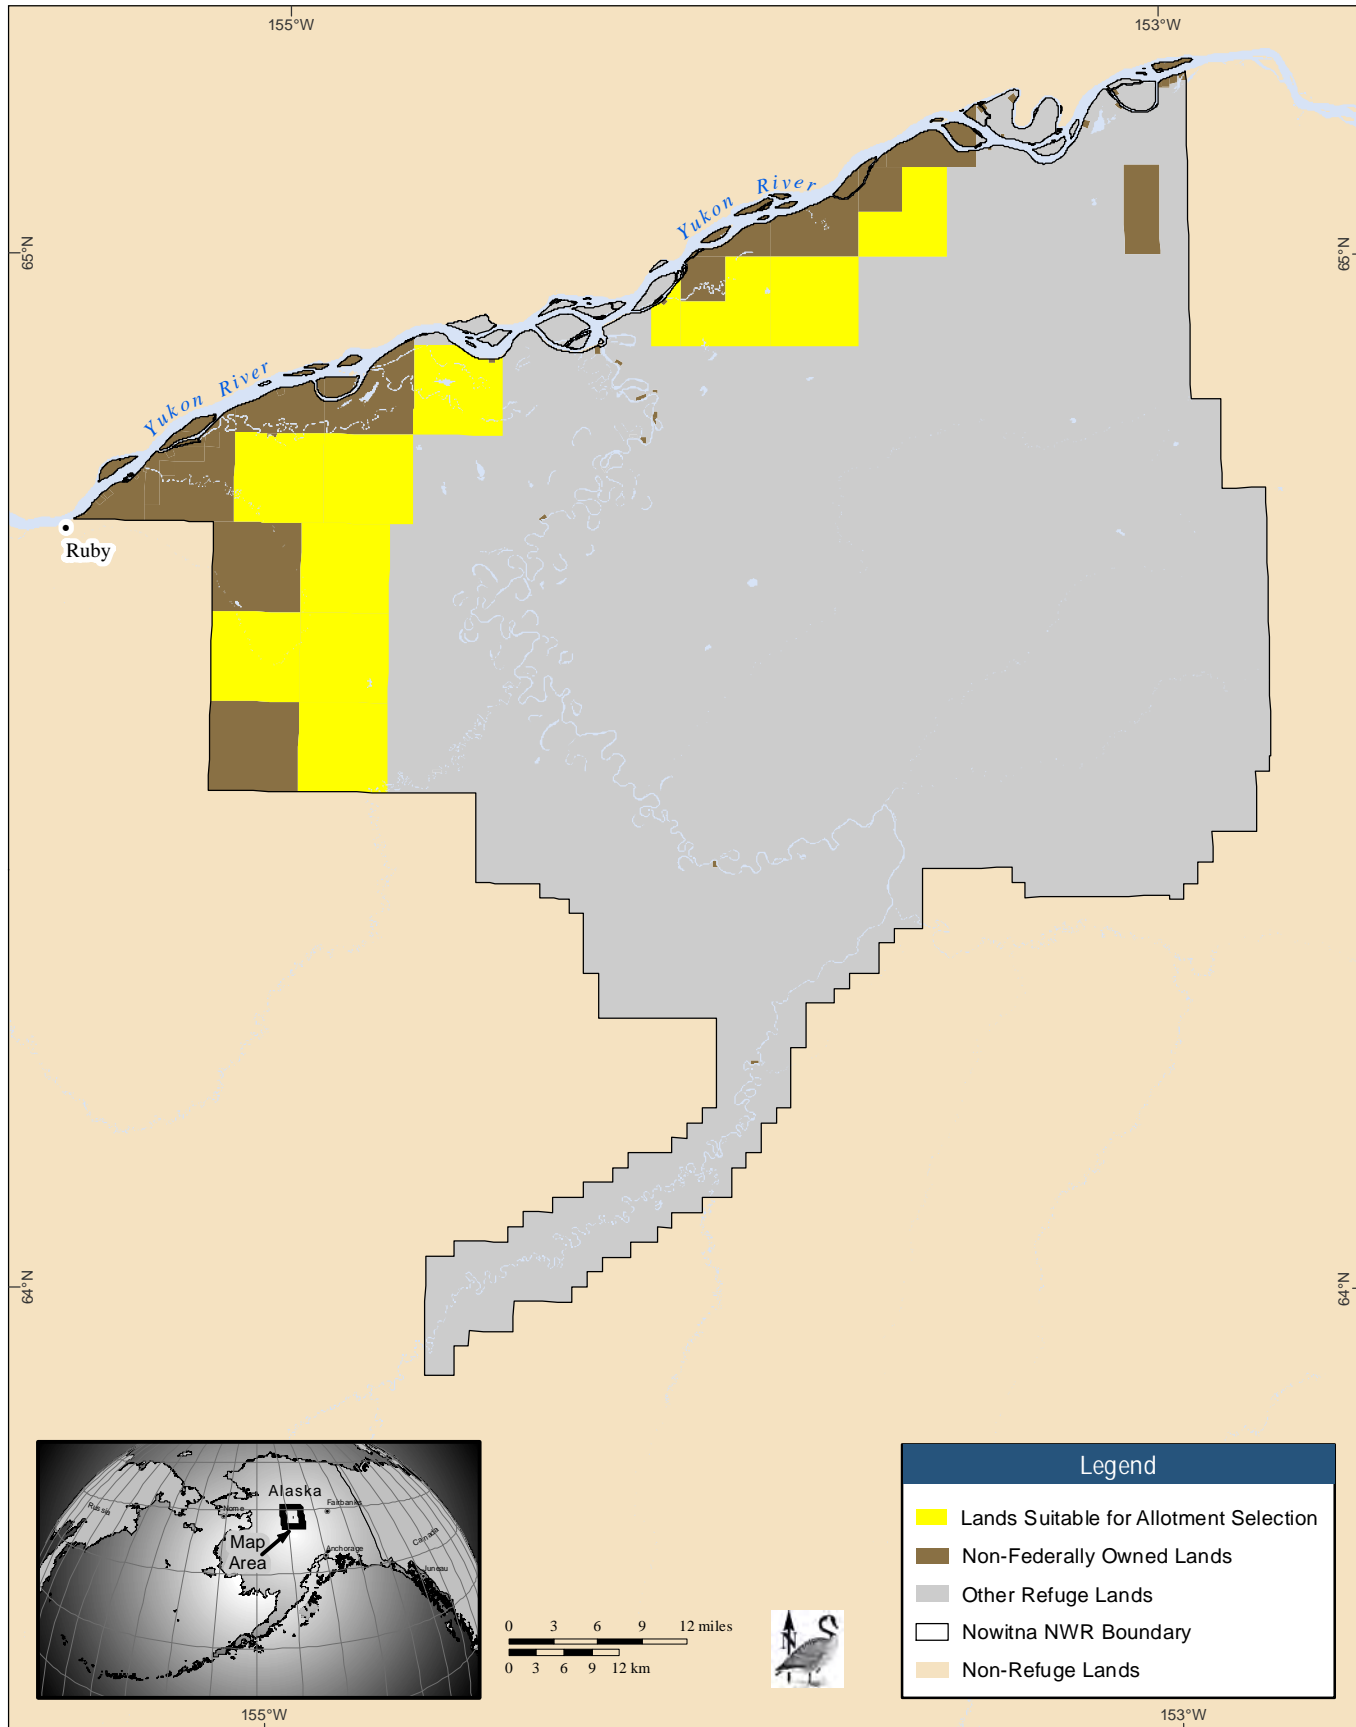 155°W 153°W
65°N 65°N
Yukon River
Yukon River
Ruby
64°N 64°N
Alaska
Russia
Nome
Fairbanks
Map
Area
Canada
Anchorage
Juneau
0 3 6 9 12 miles
0 3 6 9 12 km
N
Legend
Lands Suitable for Allotment Selection
Non-Federally Owned Lands
Other Refuge Lands
Nowitna NWR Boundary
Non-Refuge Lands
155°W 153°W